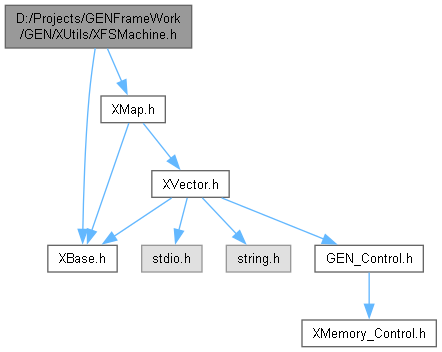 D:/Projects/GENFrameWork
/GEN/XUtils/XFSMachine.h
XMap.h
XVector.h
XBase.h
stdio.h
string.h
GEN_Control.h
XMemory_Control.h